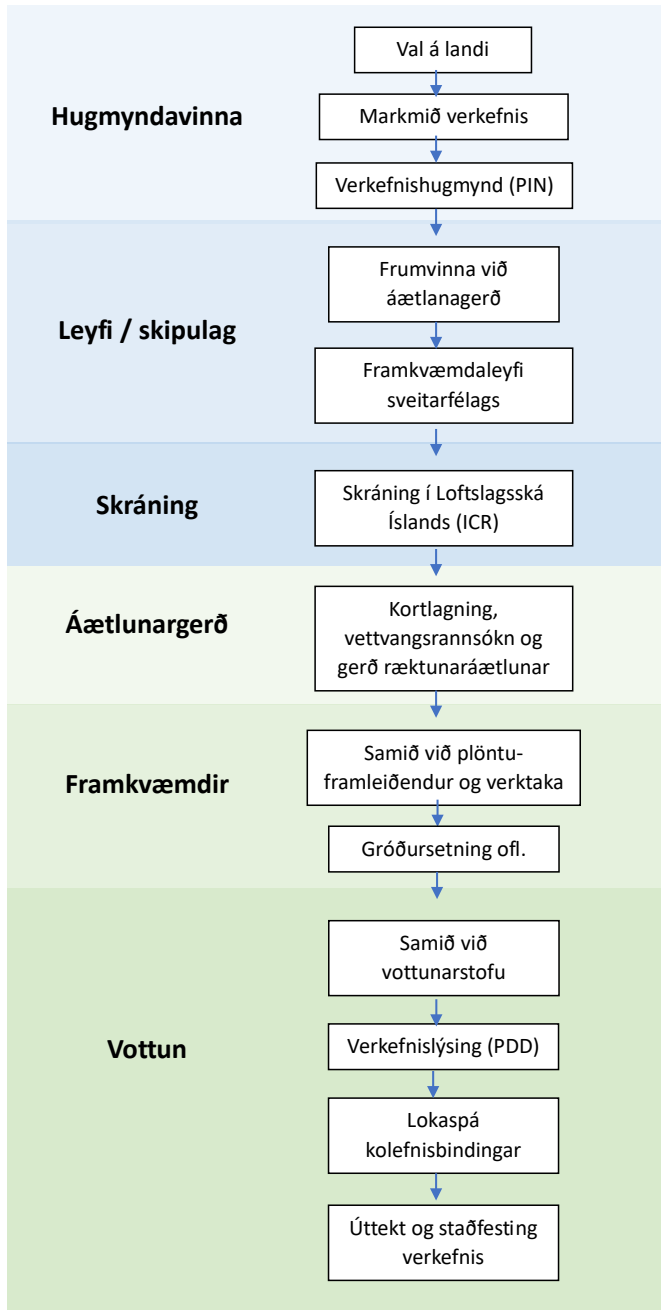 Val á landi
Hugmyndavinna
Markmið verkefnis
Verkefnishugmynd (PIN)
Frumvinna við
áætlanagerð
Leyfi / skipulag
Framkvæmdaleyfi
sveitarfélags
Skráning
Skráning í Loftslagsská
Íslands (ICR)
Áætlunargerð
Kortlagning,
vettvangsrannsókn og
gerð ræktunaráætlunar
Framkvæmdir
Samið við plöntu-
framleiðendur og verktaka
Gróðursetning ofl.
Samið við
vottunarstofu
Vottun
Verkefnislýsing (PDD)
Lokaspá
kolefnisbindingar
Úttekt og staðfesting
verkefnis